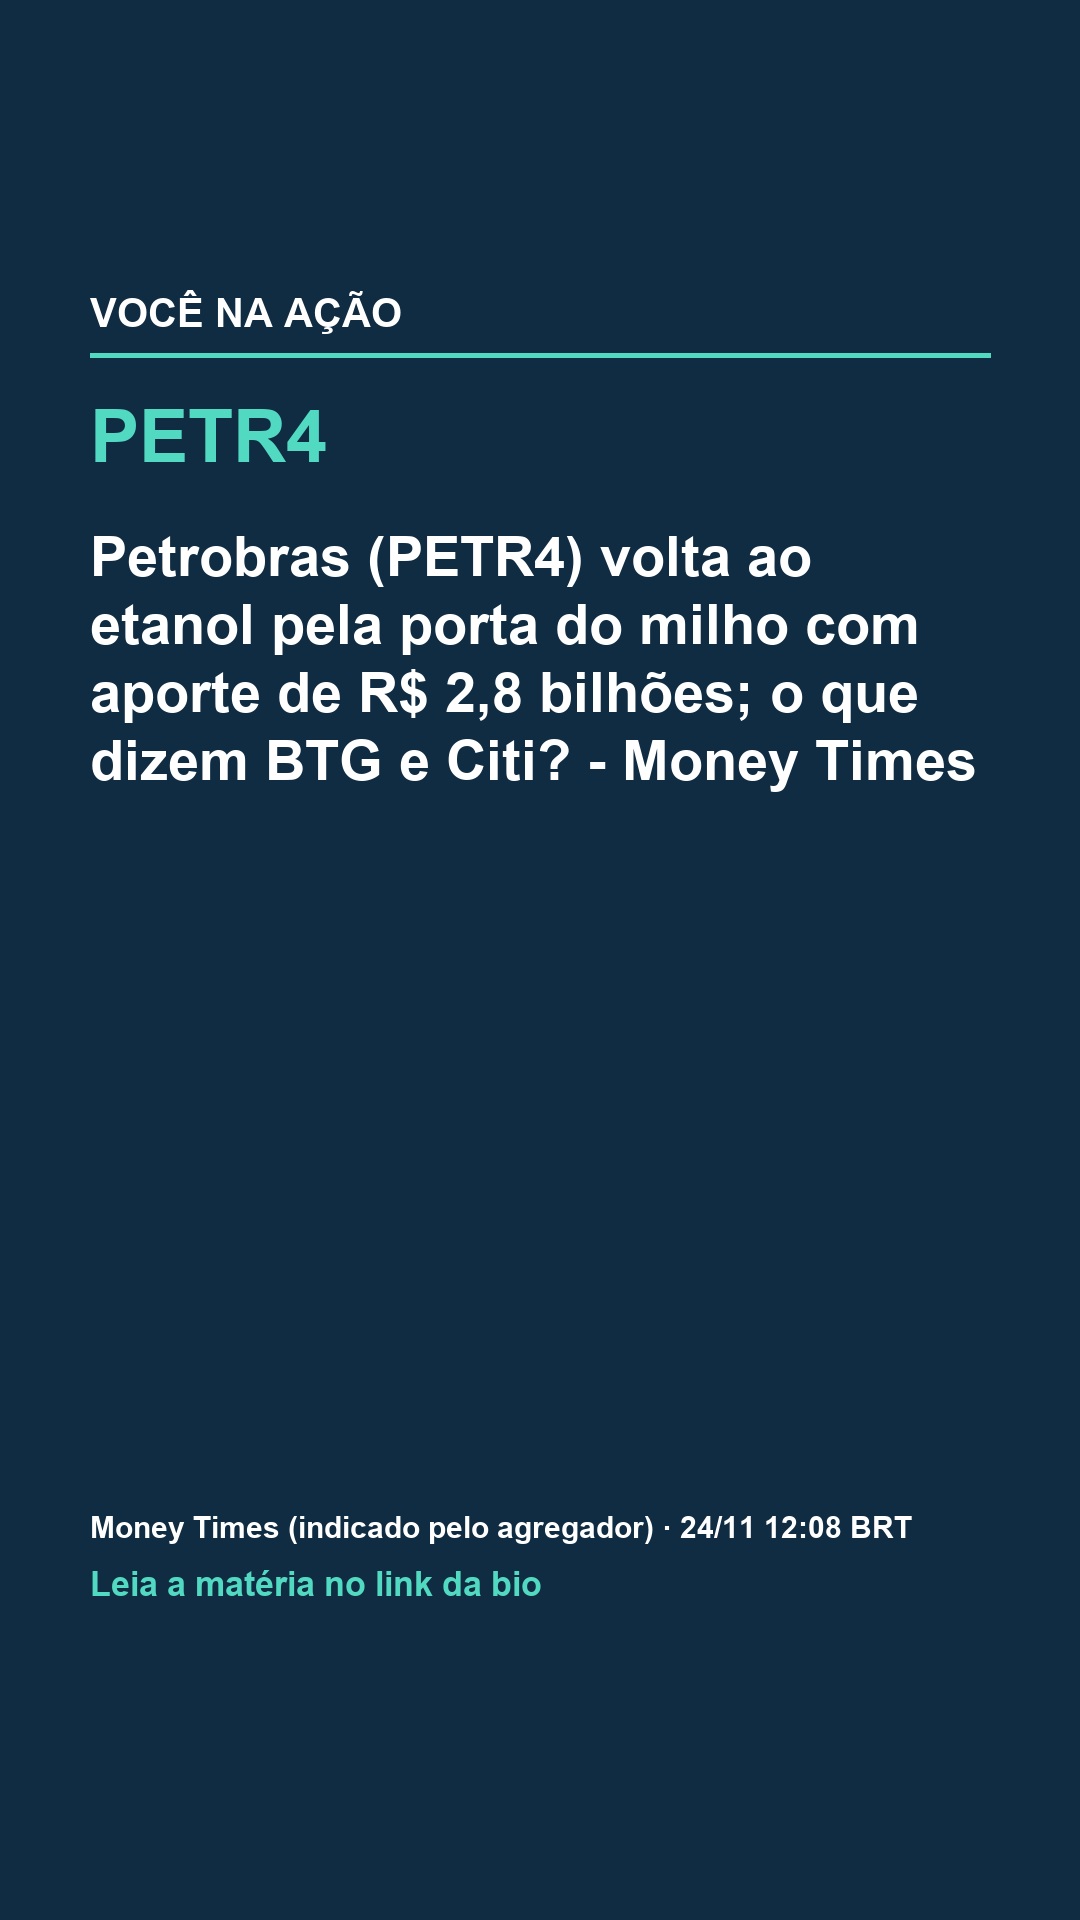 VOCÊ NA AÇÃO
PETR4
Petrobras (PETR4) volta ao
etanol pela porta do milho com
aporte de R$ 2,8 bilhões; o que
dizem BTG e Citi? - Money Times
Money Times (indicado pelo agregador) · 24/11 12:08 BRT
Leia a matéria no link da bio